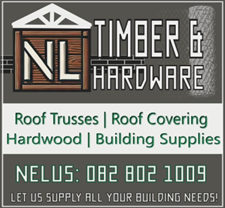 NL TIMBER &
HARDWARE
Roof Trusses | Roof Covering
Hardwood | Building Supplies
NELUS: 082 802 1009
LET US SUPPLY ALL YOUR BUILDING NEEDS!